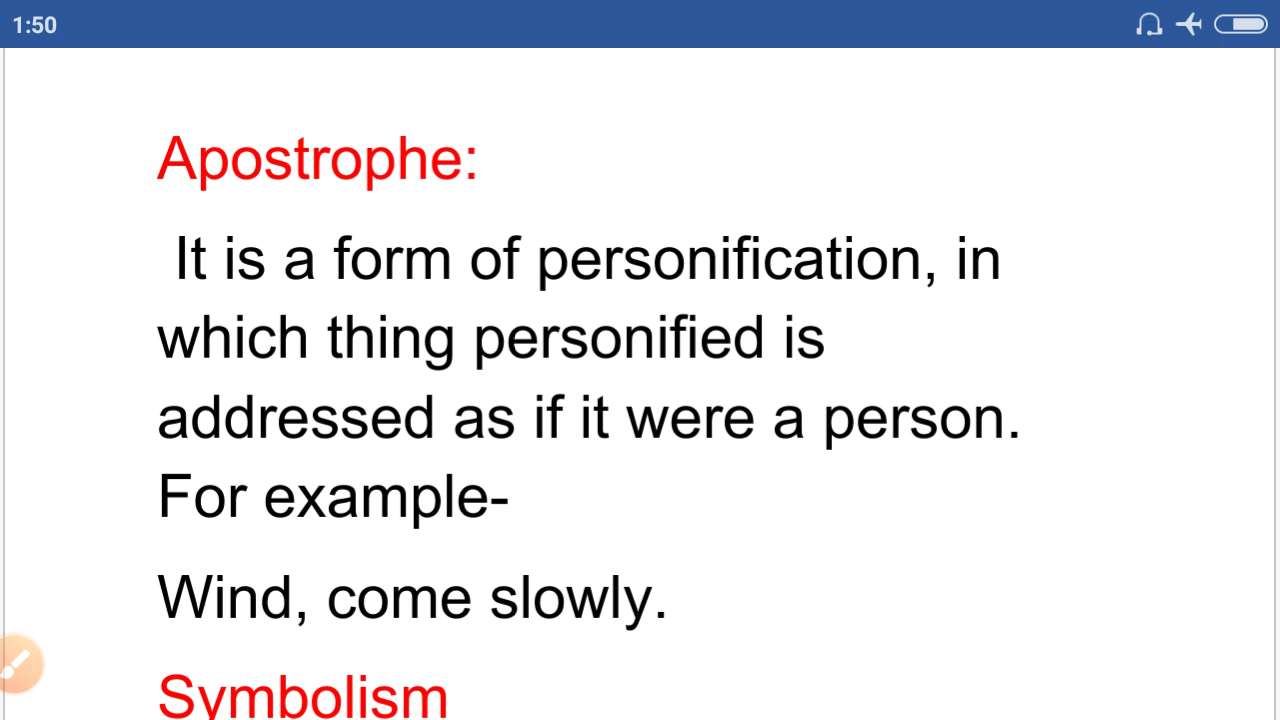 1:50
Apostrophe:
It is a form of personification, in
which thing personified is
addressed as if it were a person.
For example-
Wind, come slowly.
Symbolism